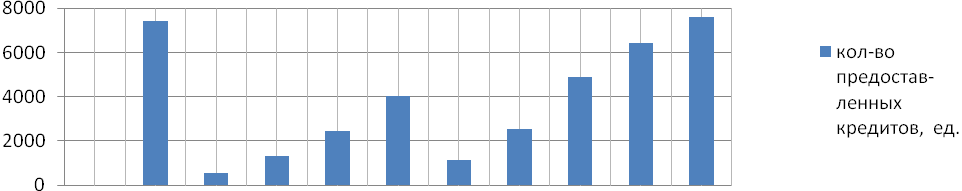 8000
6000
4000
2000
0
кол-во
предостав-
ленных
кредитов, ед.